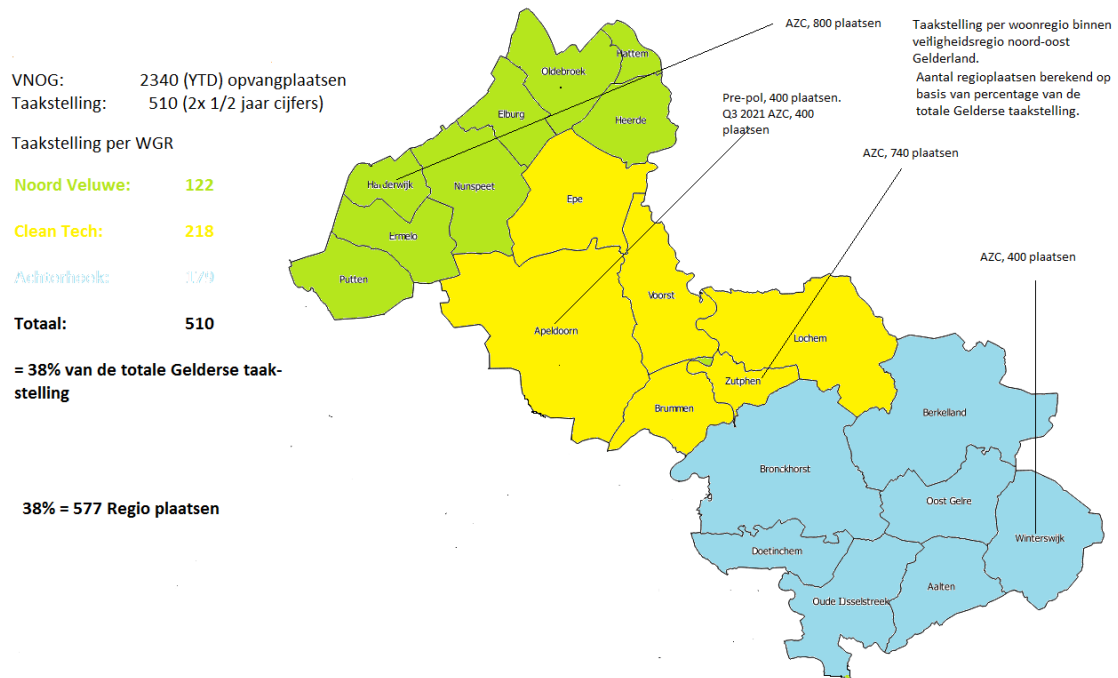 VNOG: 2340 (YTD) opvangplaatsen
Taakstelling: 510 (2x 1/2 jaar cijfers)
Taakstelling per WGR
Noord Veluwe: 122
Clean Tech: 218
Achterhoek: 170
Totaal: 510
= 38% van de totale Gelderse taak-
stelling
38% = 577 Regio plaatsen
AZC, 800 plaatsen
Pre-pol, 400 plaatsen.
Q3 2021 AZC, 400
plaatsen
Taakstelling per woonregio binnen
veiligheidsregio noord-oost
Gelderland.
Aantal regioplaatsen berekend op
basis van percentage van de
totale Gelderse taakstelling.
AZC, 740 plaatsen
AZC, 400 plaatsen
Hattem
Oldebroek
Elburg
Heerde
Harderwijk
Nunspeet
Epe
Ermelo
Putten
Voorst
Apeldoorn
Lochem
Zutphen
Brummen
Berkelland
Bronckhorst
Oost Gelre
Winterswijk
Doetinchem
Aalten
Oude IJsselstreek